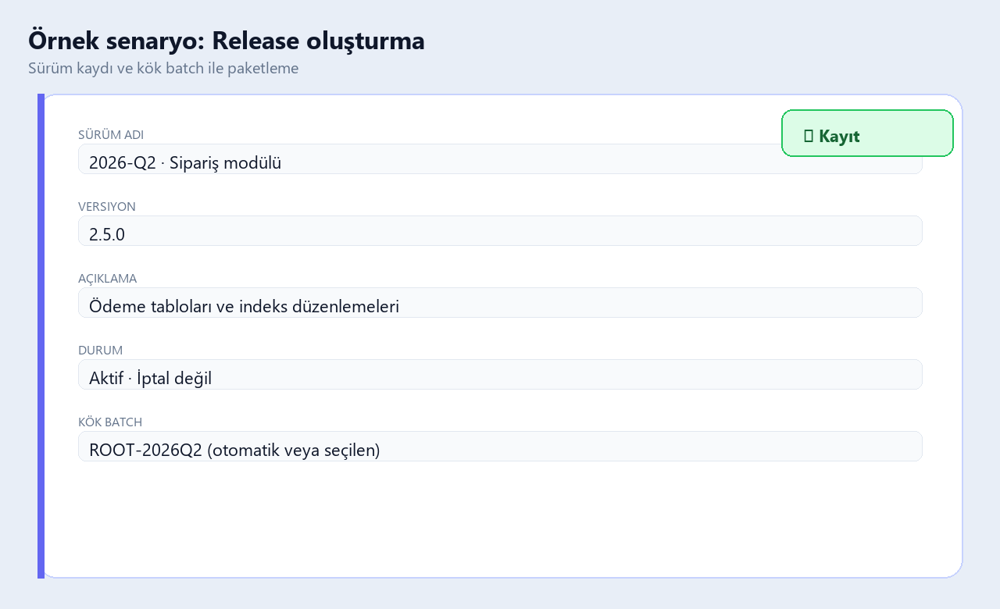 Örnek senaryo: Release oluşturma
Sürüm kaydı ve kök batch ile paketleme
SÜRÜM ADI
2026-Q2 · Sipariş modülü
Kayıt
VERSIYON
2.5.0
AÇIKLAMA
Ödeme tabloları ve indeks düzenlemeleri
DURUM
Aktif · İptal değil
KÖK BATCH
ROOT-2026Q2 (otomatik veya seçilen)